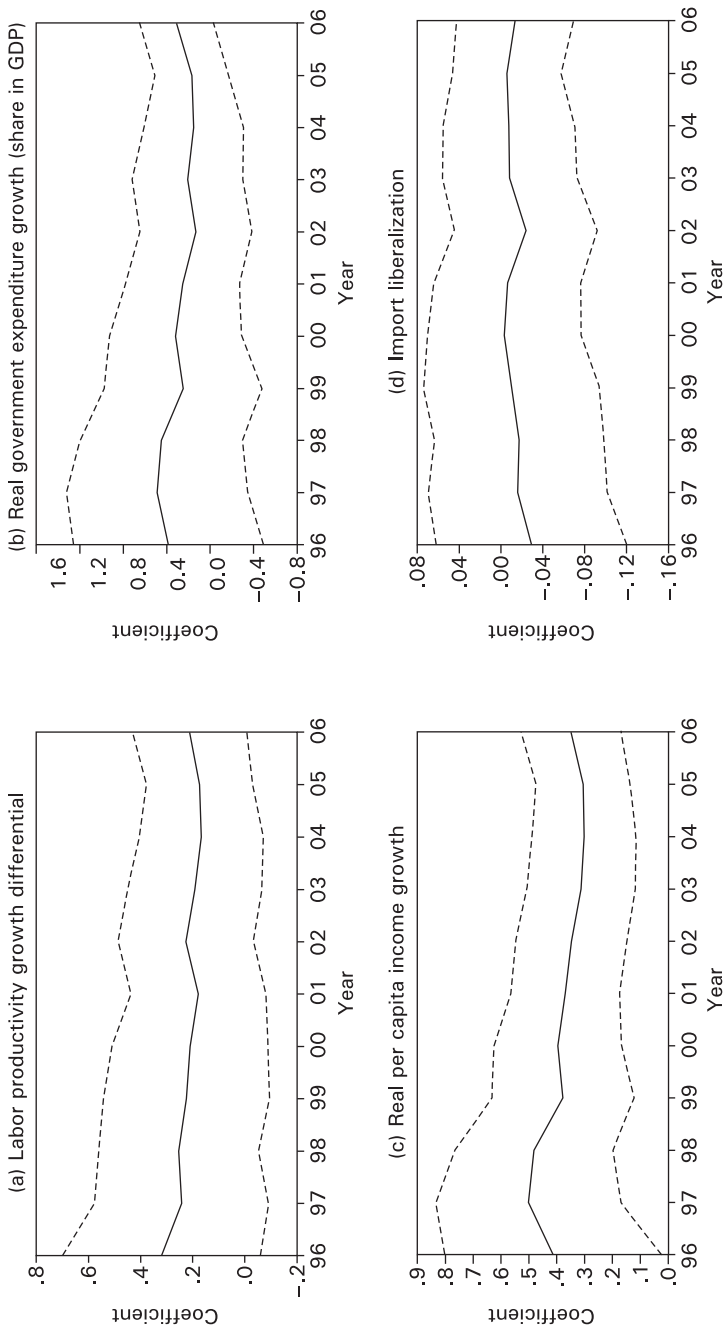 (a) Labor productivity growth differential
Coefficient
.8
.6
.4
.2
.0
-.2
96 97 98 99 00 01 02 03 04 05 06
Year
(b) Real government expenditure growth (share in GDP)
Coefficient
1.6
1.2
0.8
0.4
0.0
-0.4
-0.8
96 97 98 99 00 01 02 03 04 05 06
Year
(c) Real per capita income growth
Coefficient
.9
.8
.7
.6
.5
.4
.3
.2
.1
.0
96 97 98 99 00 01 02 03 04 05 06
Year
(d) Import liberalization
Coefficient
.08
.04
.00
-.04
-.08
-.12
-.16
96 97 98 99 00 01 02 03 04 05 06
Year